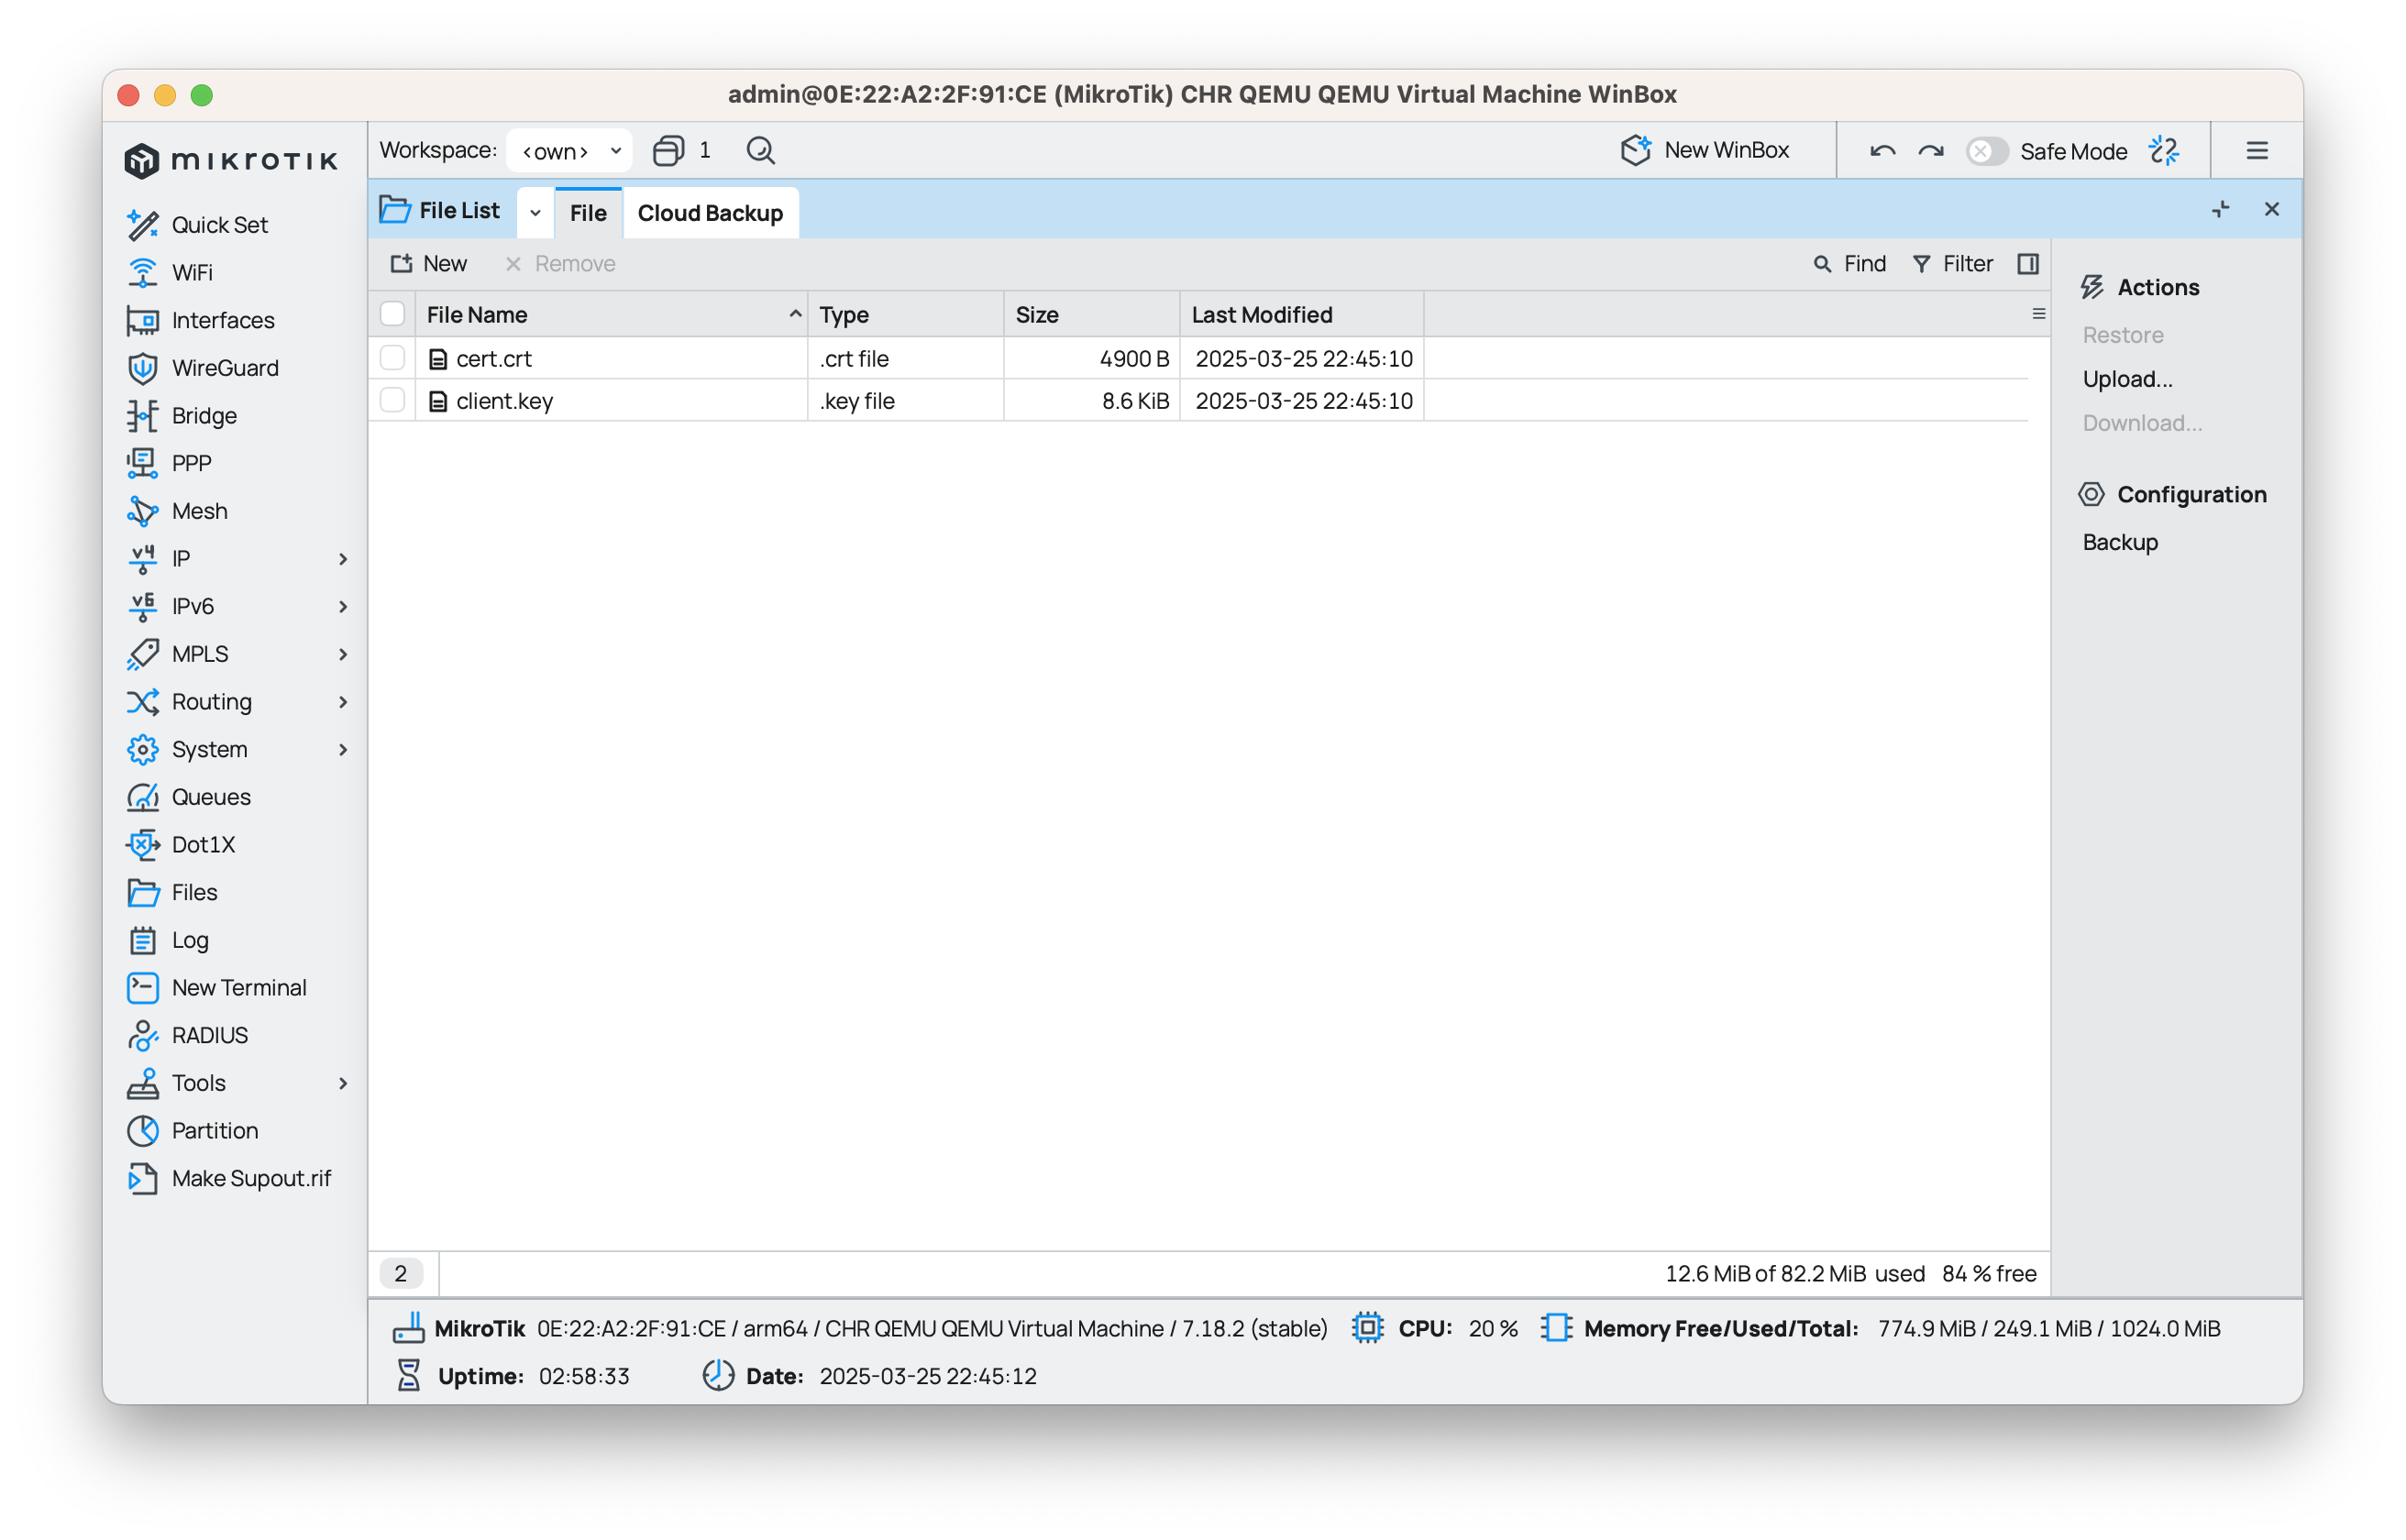 admin@0E:22:A2:2F:91:CE (MikroTik) CHR QEMU QEMU Virtual Machine WinBox
mikrotik
Workspace: <own> 1 New WinBox Safe Mode
File List File Cloud Backup
Quick Set
WiFi
Interfaces
WireGuard
Bridge
PPP
Mesh
IP
IPv6
MPLS
Routing
System
Queues
Dot1X
Files
Log
New Terminal
RADIUS
Tools
Partition
Make Supout.rif
New Remove Find Filter
File Name Type Size Last Modified
cert.crt .crt file 4900 B 2025-03-25 22:45:10
client.key .key file 8.6 KiB 2025-03-25 22:45:10
Actions
Restore
Upload...
Download...
Configuration
Backup
2 12.6 MiB of 82.2 MiB used 84 % free
MikroTik 0E:22:A2:2F:91:CE / arm64 / CHR QEMU QEMU Virtual Machine / 7.18.2 (stable) CPU: 20 % Memory Free/Used/Total: 774.9 MiB / 249.1 MiB / 1024.0 MiB
Uptime: 02:58:33 Date: 2025-03-25 22:45:12